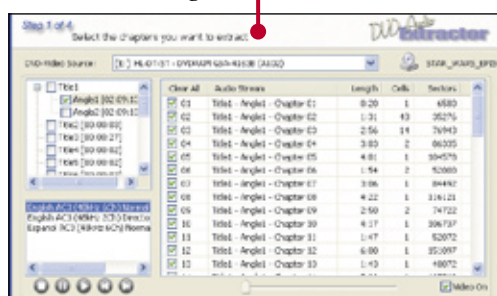 Step 1 of 4
Select the chapters you want to extract
DVD Audio Extractor
DVD-Video Source:
STAR_WARS_EPIS
Title1
Angle1 [02:09:1
Angle2 [02:09:1
Title2 [00:00:03]
Title3 [00:00:27]
Title4 [00:00:02]
Title5 [00:00:02]
Clear All Audio Stream Length Cells Sectors
01 Title1 - Angle1 - Chapter 01 0:20 1 6580
02 Title1 - Angle1 - Chapter 02 1:31 43 35276
03 Title1 - Angle1 - Chapter 03 2:56 14 76943
04 Title1 - Angle1 - Chapter 04 3:03 2 86335
05 Title1 - Angle1 - Chapter 05 4:01 1 104579
06 Title1 - Angle1 - Chapter 06 1:54 2 52000
07 Title1 - Angle1 - Chapter 07 3:06 1 84492
08 Title1 - Angle1 - Chapter 08 4:22 1 116121
09 Title1 - Angle1 - Chapter 09 2:50 2 74722
10 Title1 - Angle1 - Chapter 10 4:17 1 106737
11 Title1 - Angle1 - Chapter 11 1:47 1 52072
12 Title1 - Angle1 - Chapter 12 6:00 1 151097
13 Title1 - Angle1 - Chapter 13 1:43 1 48072
English AC3 (48kHz 2Ch) Normal
English AC3 (48kHz 2Ch) Director
Espanol AC3 (48kHz 6Ch) Norma
Video On